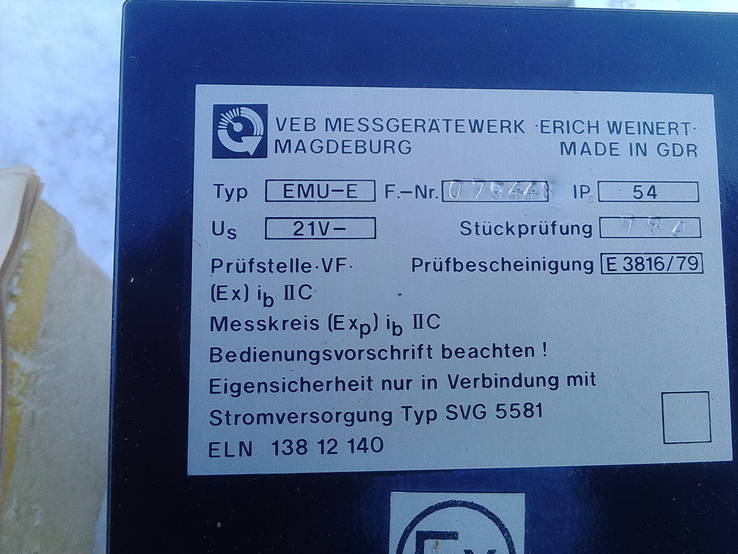 VEB MESSGERÄTEWERK ·ERICH WEINERT·
MAGDEBURG MADE IN GDR
Typ EMU-E F.-Nr. IP 54
Us 21V- Stückprüfung
Prüfstelle·VF· Prüfbescheinigung E 3816/79
(Ex) ib IIC
Messkreis (Exp) ib IIC
Bedienungsvorschrift beachten !
Eigensicherheit nur in Verbindung mit
Stromversorgung Typ SVG 5581
ELN 138 12 140
Ex